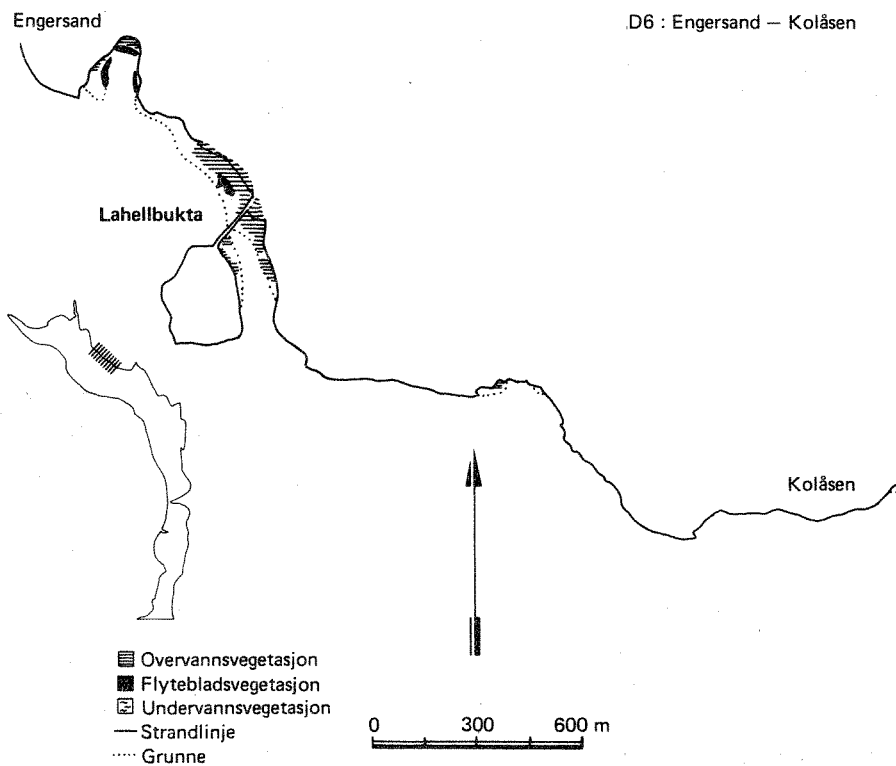 Engersand
D6 : Engersand — Kolåsen
Lahellbukta
Kolåsen
Overvannsvegetasjon
Flytebladsvegetasjon
Undervannsvegetasjon
Strandlinje
Grunne
0 300 600 m